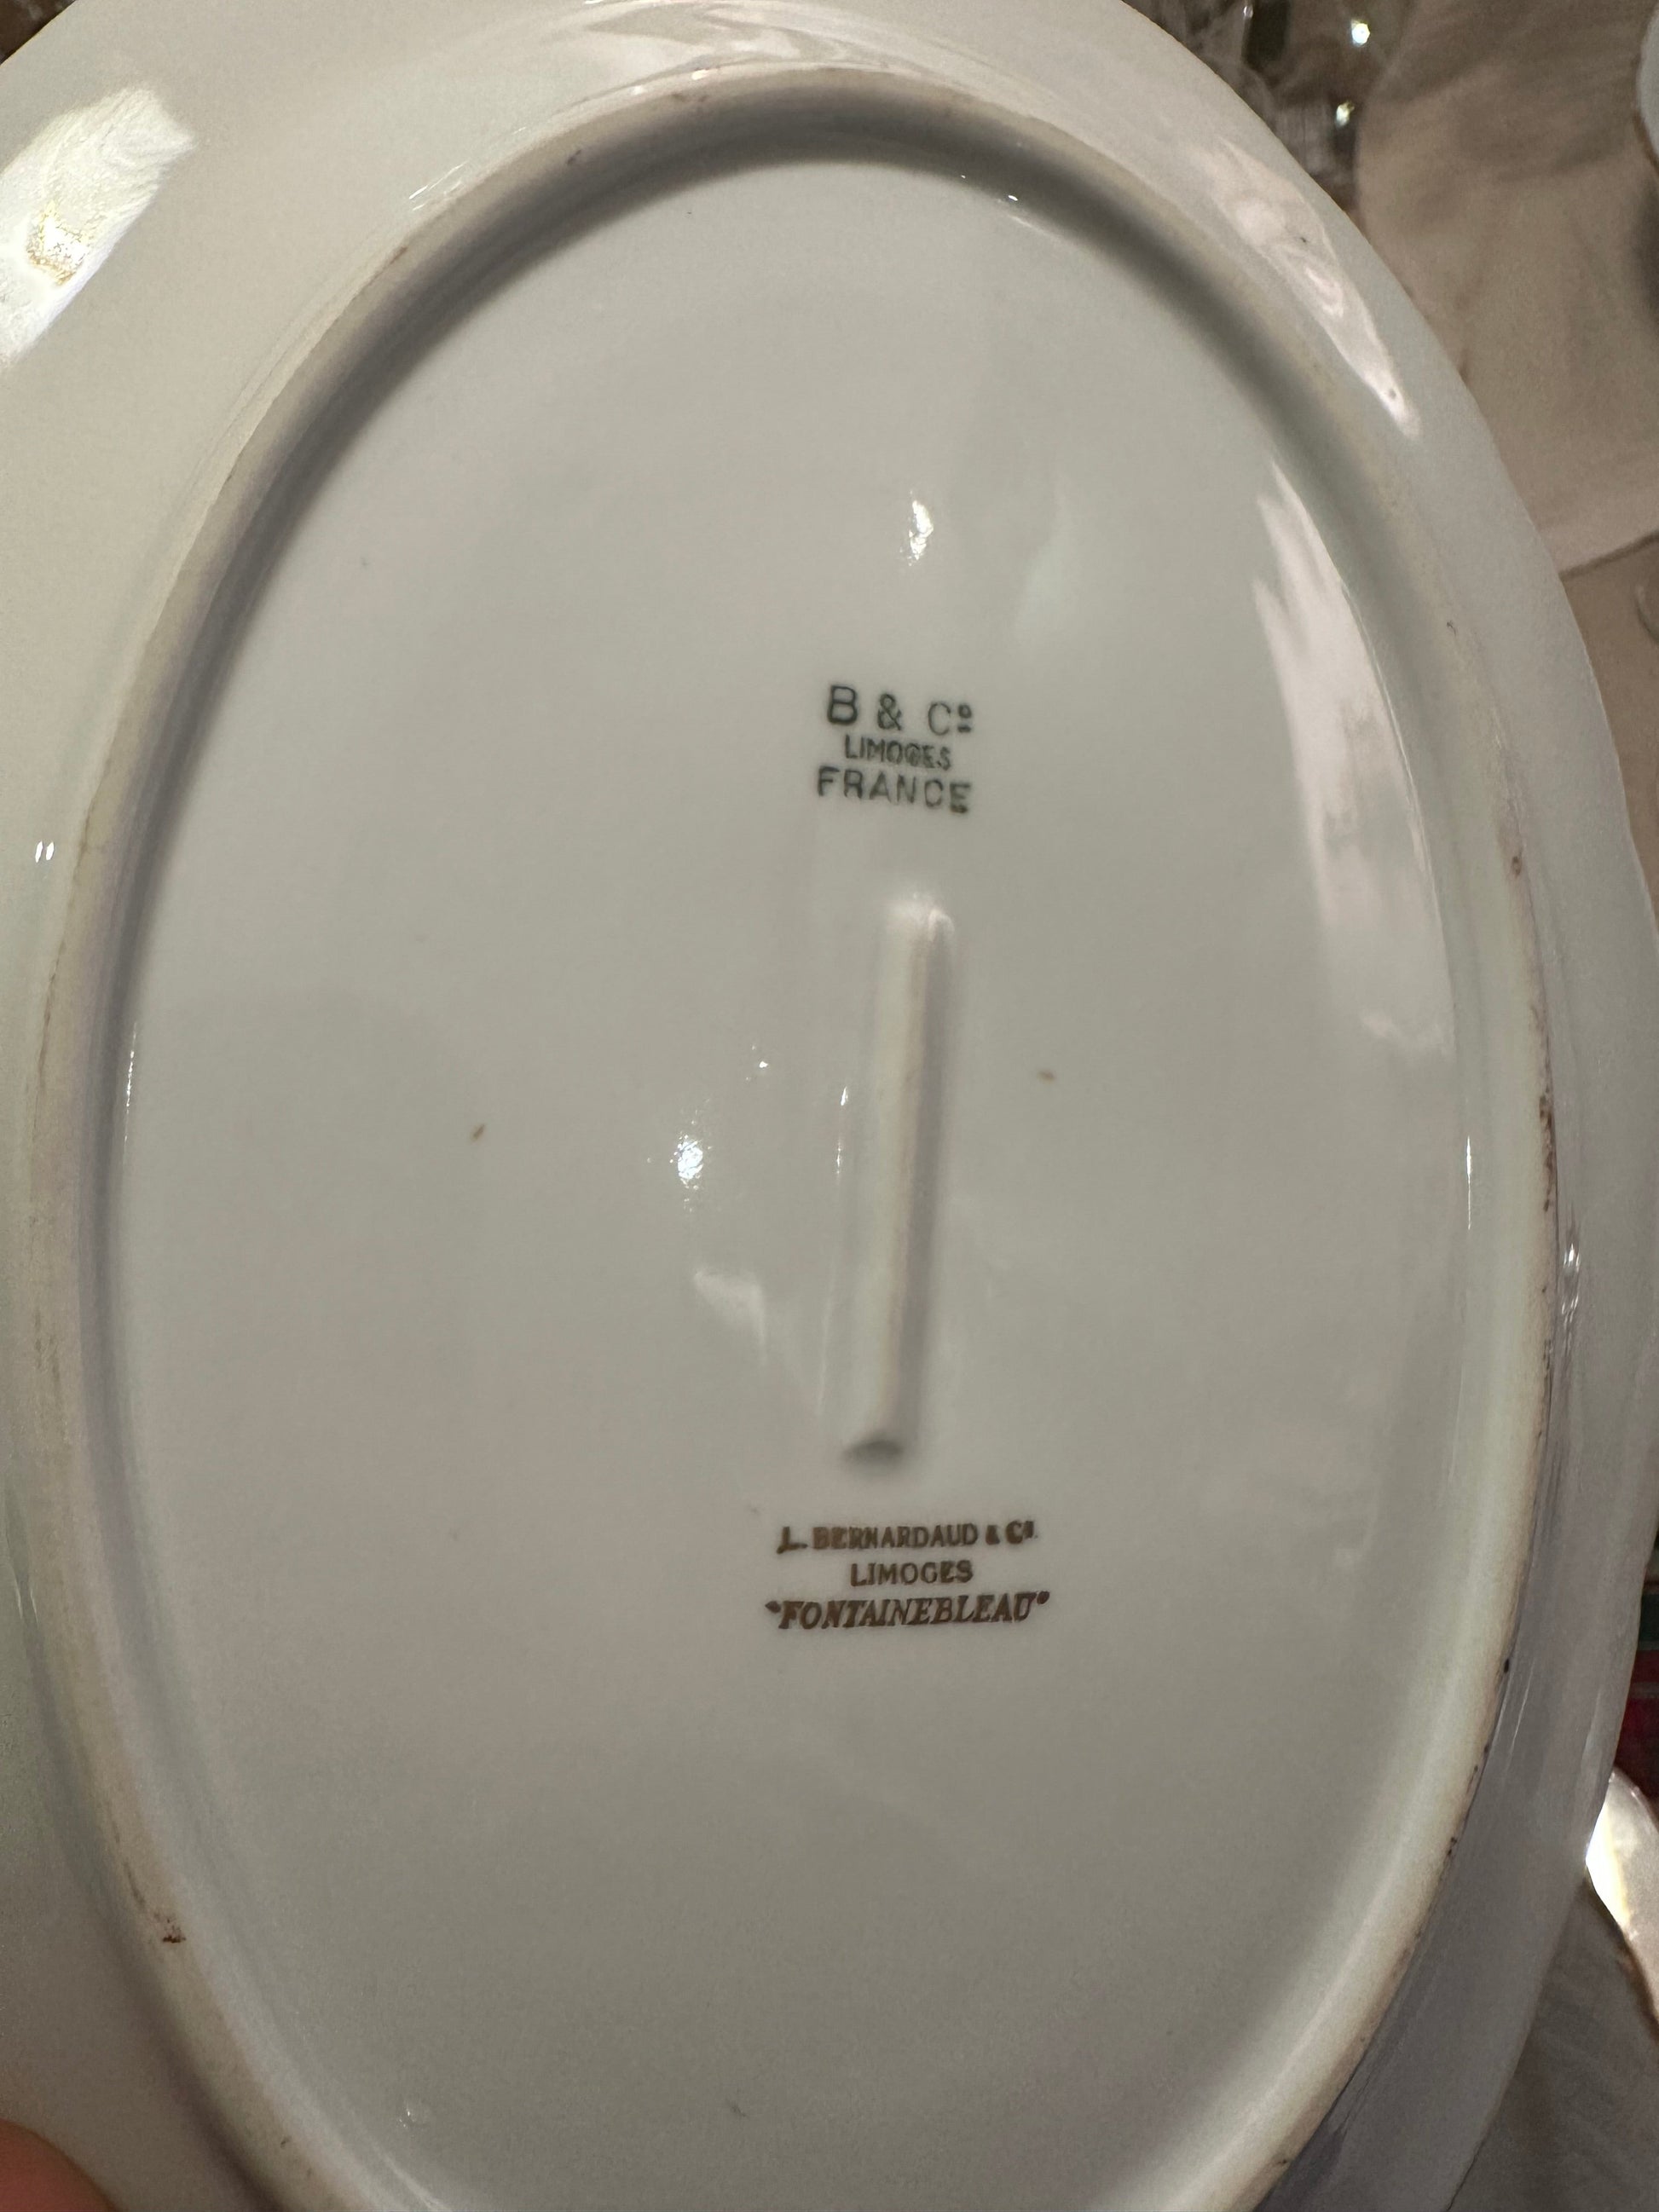 B & Cº
LIMOGES
FRANCE
L. BERNARDAUD & Cº.
LIMOGES
"FONTAINEBLEAU"